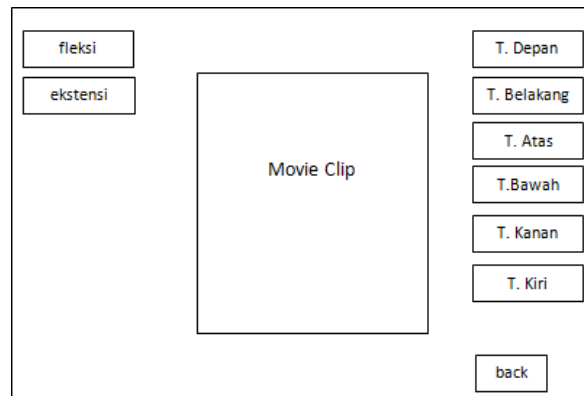 fleksi
ekstensi
Movie Clip
T. Depan
T. Belakang
T. Atas
T.Bawah
T. Kanan
T. Kiri
back